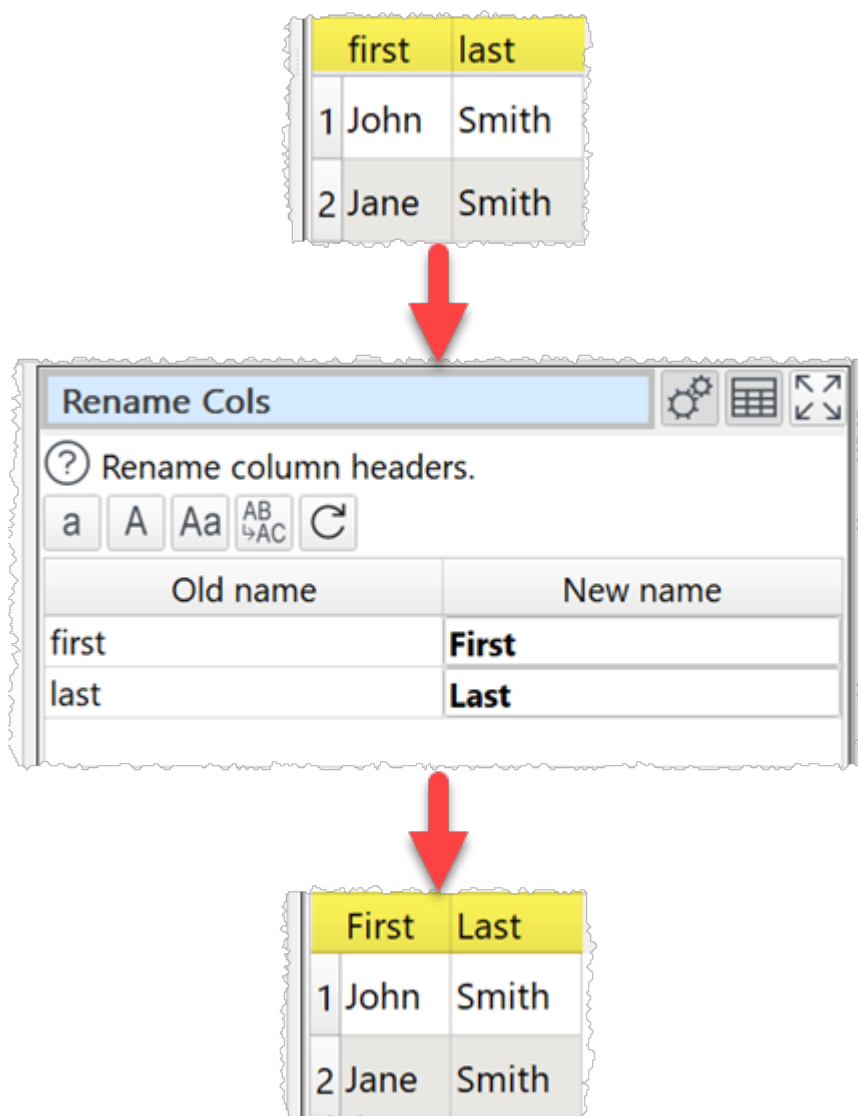 first last
1 John Smith
2 Jane Smith
Rename Cols
? Rename column headers.
a A Aa AB↳AC
Old name New name
first First
last Last
First Last
1 John Smith
2 Jane Smith